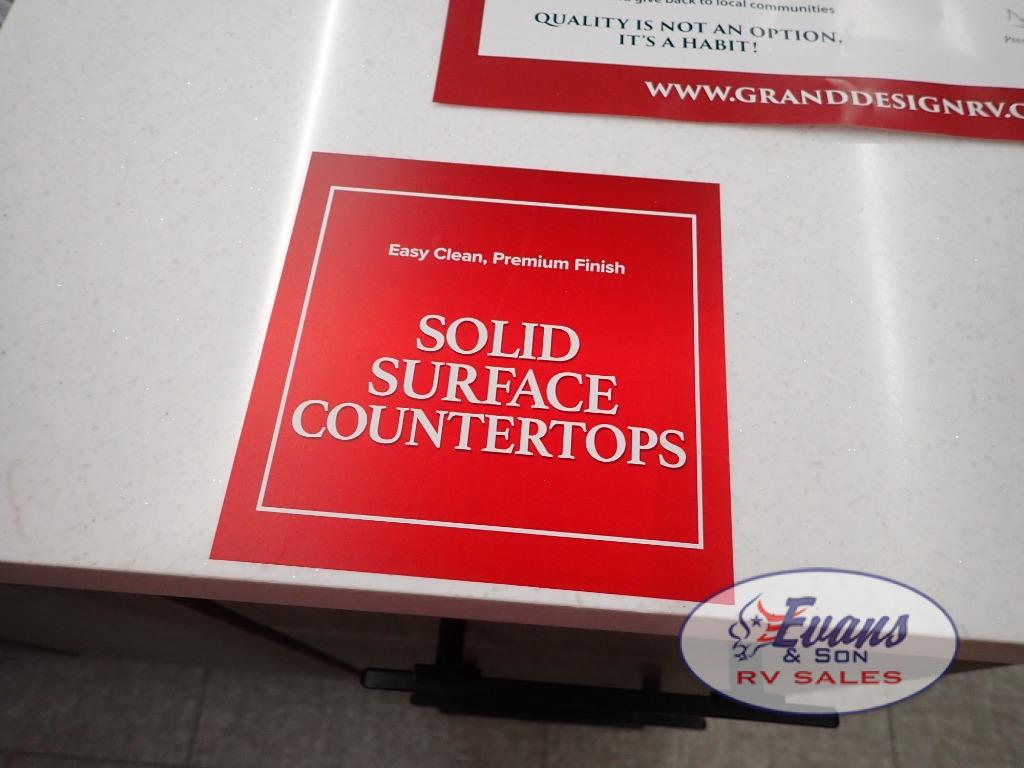 give back to local communities
QUALITY IS NOT AN OPTION,
IT'S A HABIT!
WWW.GRANDDESIGNRV.C
Easy Clean, Premium Finish
SOLID
SURFACE
COUNTERTOPS
Evans
& SON
RV SALES